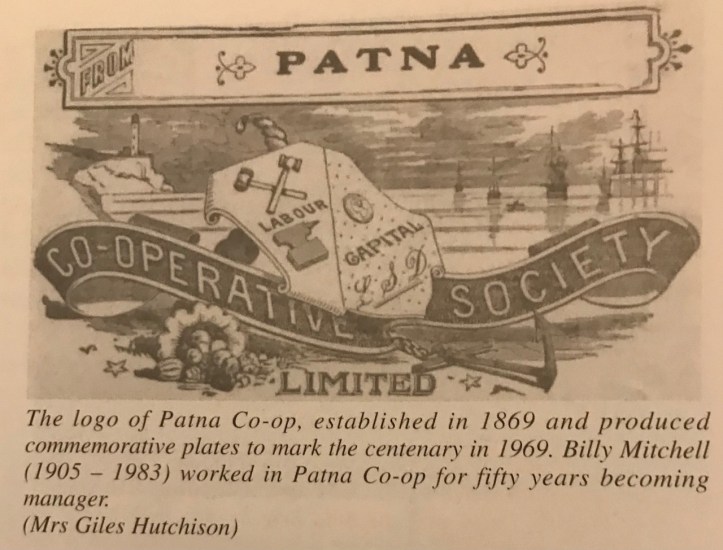 FROM PATNA
LABOUR
CAPITAL
L S D
CO-OPERATIVE SOCIETY
LIMITED
The logo of Patna Co-op, established in 1869 and produced
commemorative plates to mark the centenary in 1969. Billy Mitchell
(1905 – 1983) worked in Patna Co-op for fifty years becoming
manager.
(Mrs Giles Hutchison)